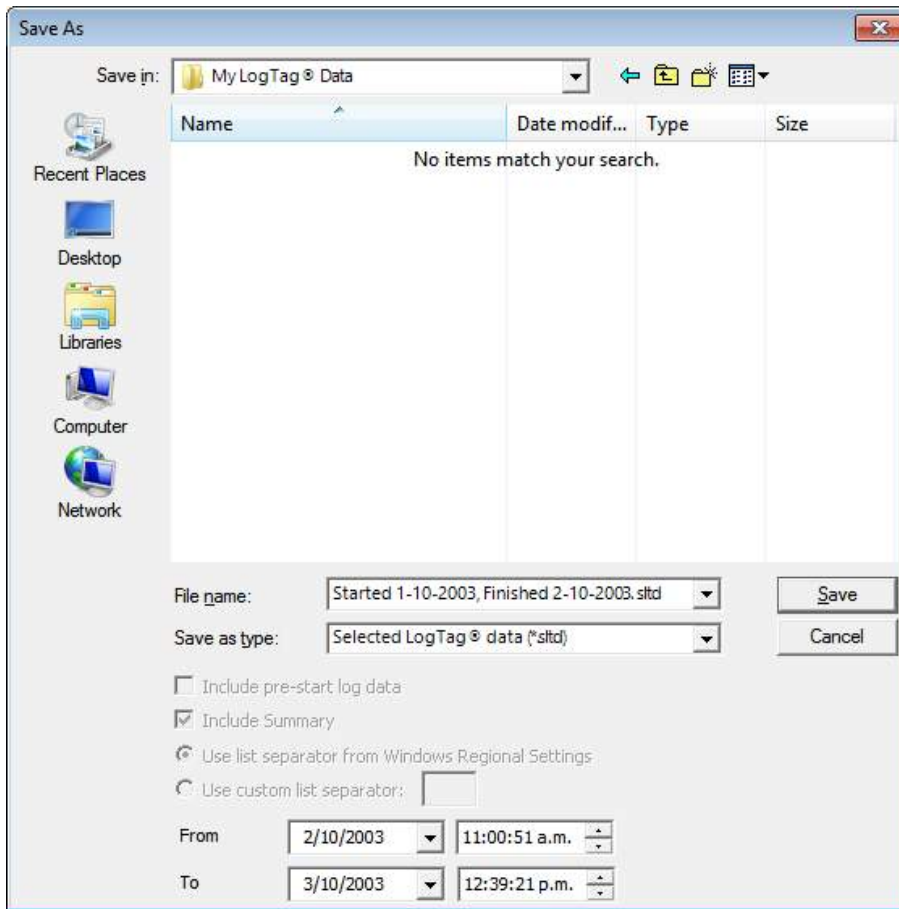 Save As
Save in: My LogTag ® Data
Name Date modif... Type Size
No items match your search.
Recent Places
Desktop
Libraries
Computer
Network
File name: Started 1-10-2003, Finished 2-10-2003.sltd Save
Save as type: Selected LogTag ® data (*sltd) Cancel
Include pre-start log data
Include Summary
Use list separator from Windows Regional Settings
Use custom list separator:
From 2/10/2003 11:00:51 a.m.
To 3/10/2003 12:39:21 p.m.